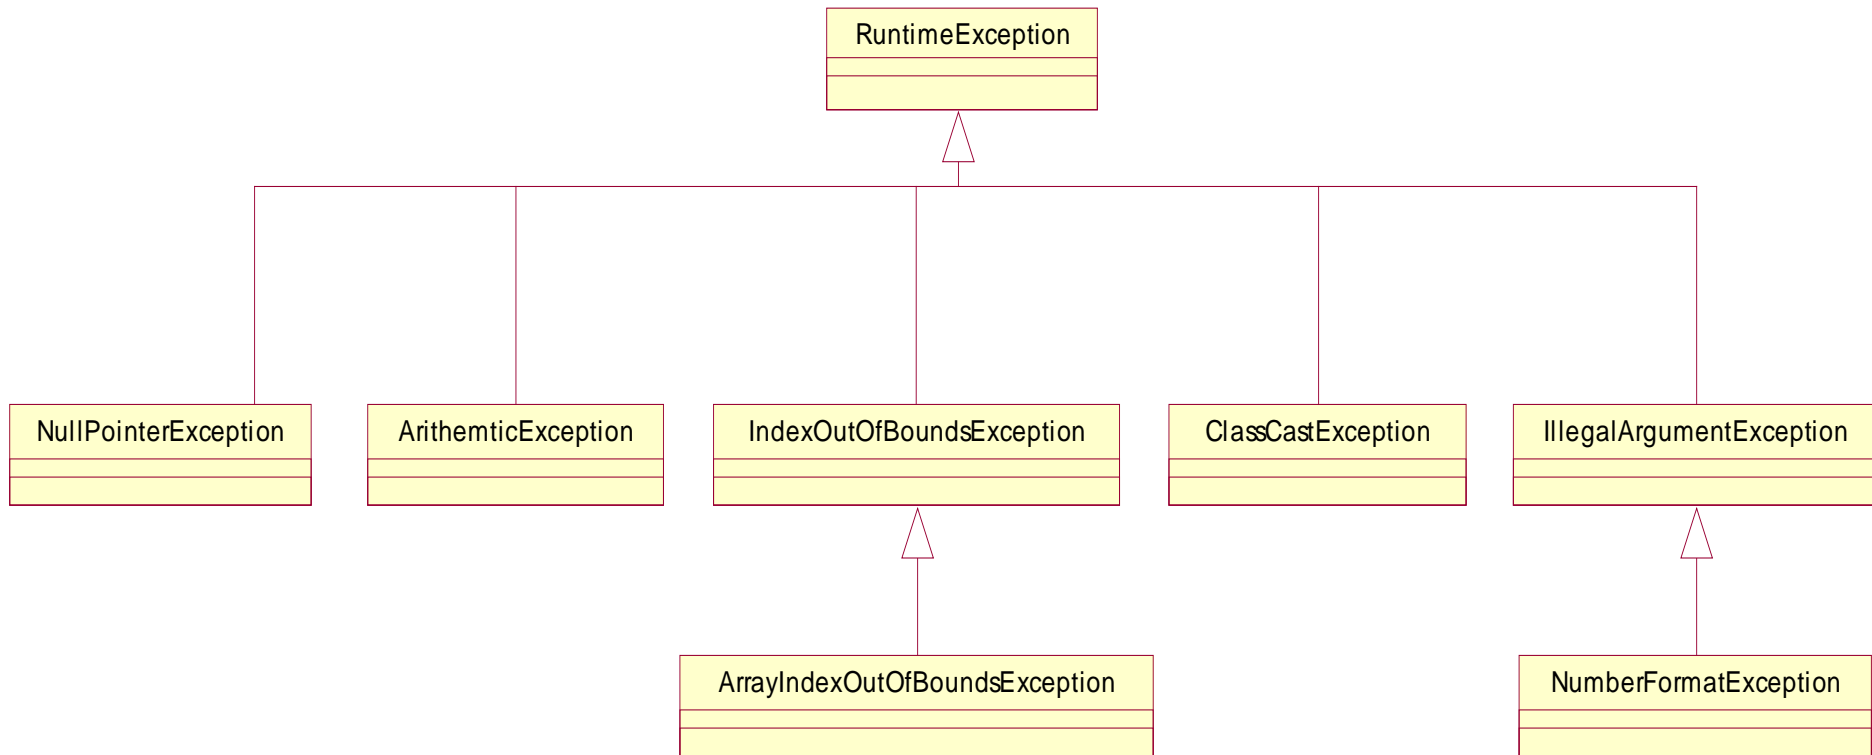 RuntimeException
NullPointerException
ArithemticException
IndexOutOfBoundsException
ClassCastException
IllegalArgumentException
ArrayIndexOutOfBoundsException
NumberFormatException